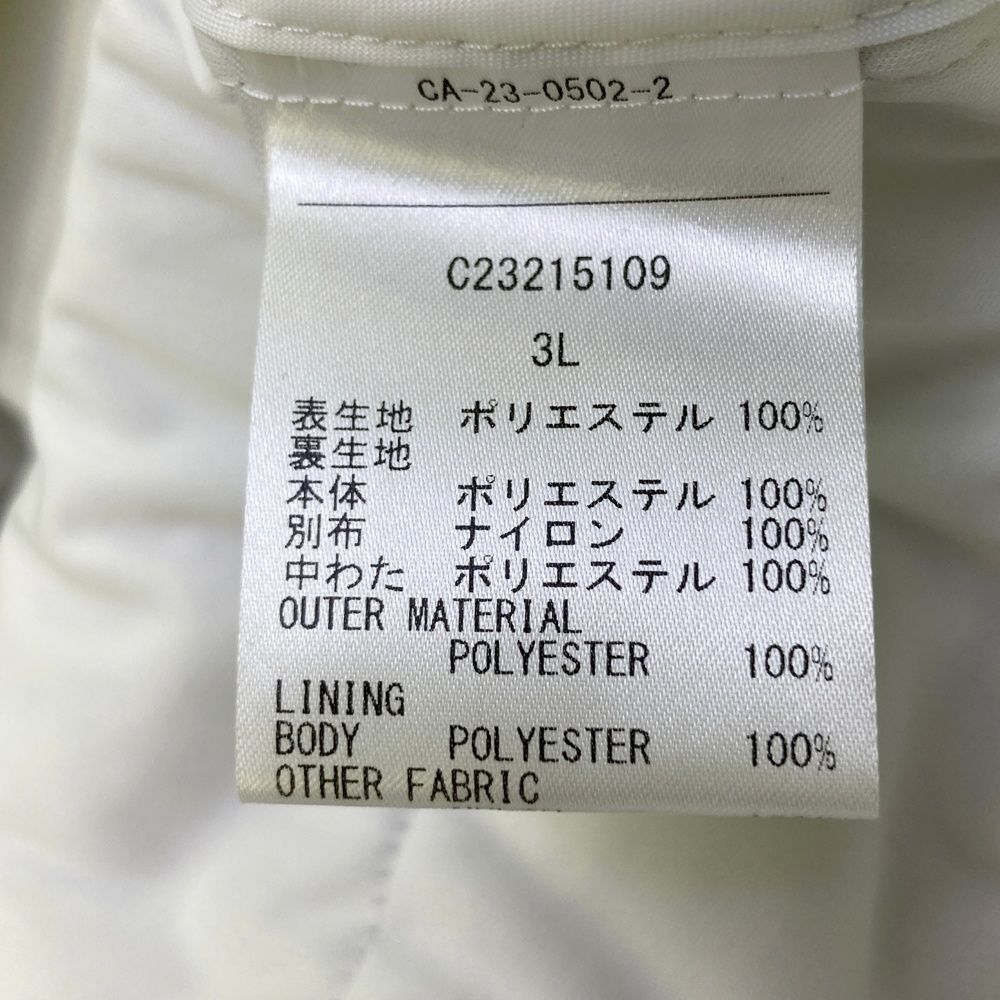 CA-23-0502-2
C23215109
3L
表生地 ポリエステル 100%
裏生地
本体 ポリエステル 100%
別布 ナイロン 100%
中わた ポリエステル 100%
OUTER MATERIAL
POLYESTER 100%
LINING
BODY POLYESTER 100%
OTHER FABRIC